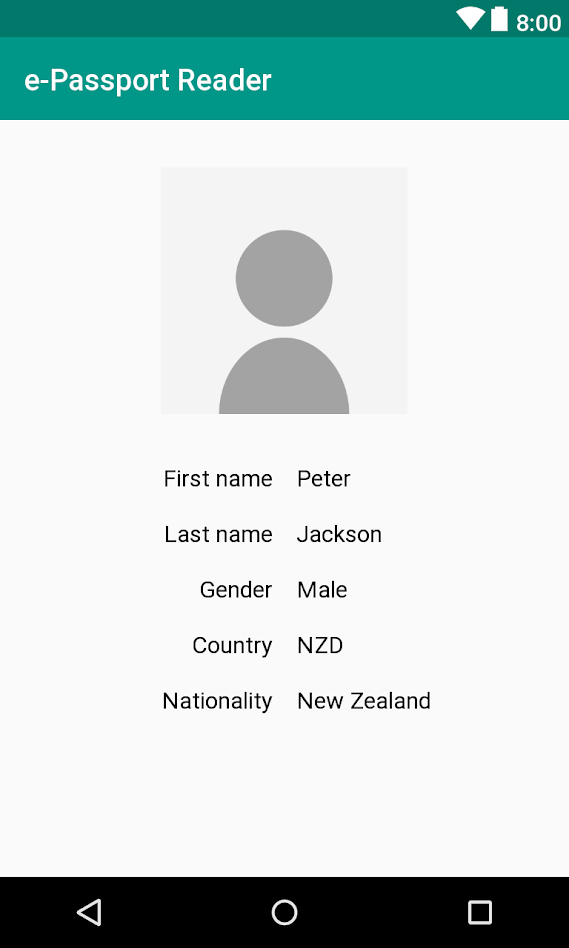 8:00
e-Passport Reader
First name Peter
Last name Jackson
Gender Male
Country NZD
Nationality New Zealand